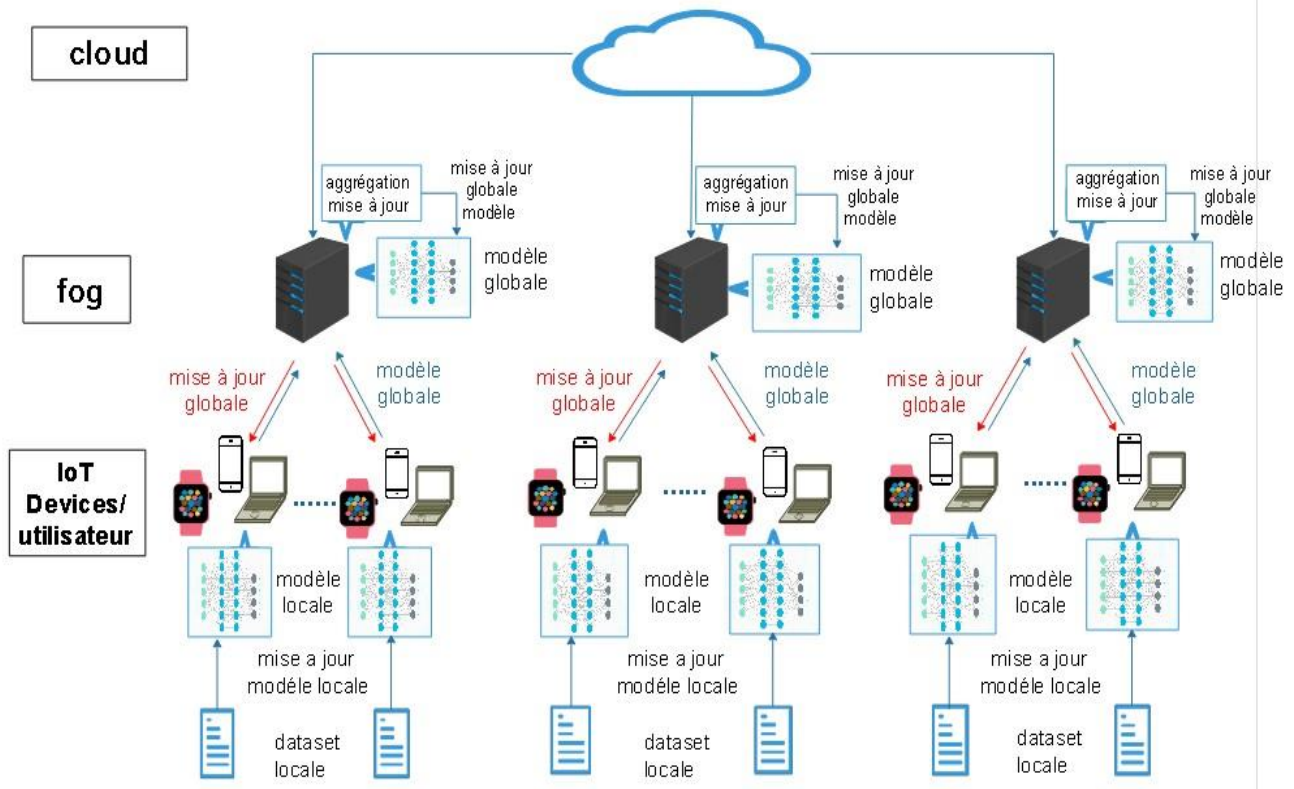 cloud
aggrégation
mise à jour
mise à jour
globale
modèle
modèle
globale
aggrégation
mise à jour
mise à jour
globale
modèle
modèle
globale
aggrégation
mise à jour
mise à jour
globale
modèle
modèle
globale
fog
mise à jour
globale
modèle
globale
mise à jour
globale
modèle
globale
mise à jour
globale
modèle
globale
IoT
Devices/
utilisateur
modèle
locale
modèle
locale
modèle
locale
mise a jour
modéle locale
mise a jour
modéle locale
mise a jour
modéle locale
dataset
locale
dataset
locale
dataset
locale